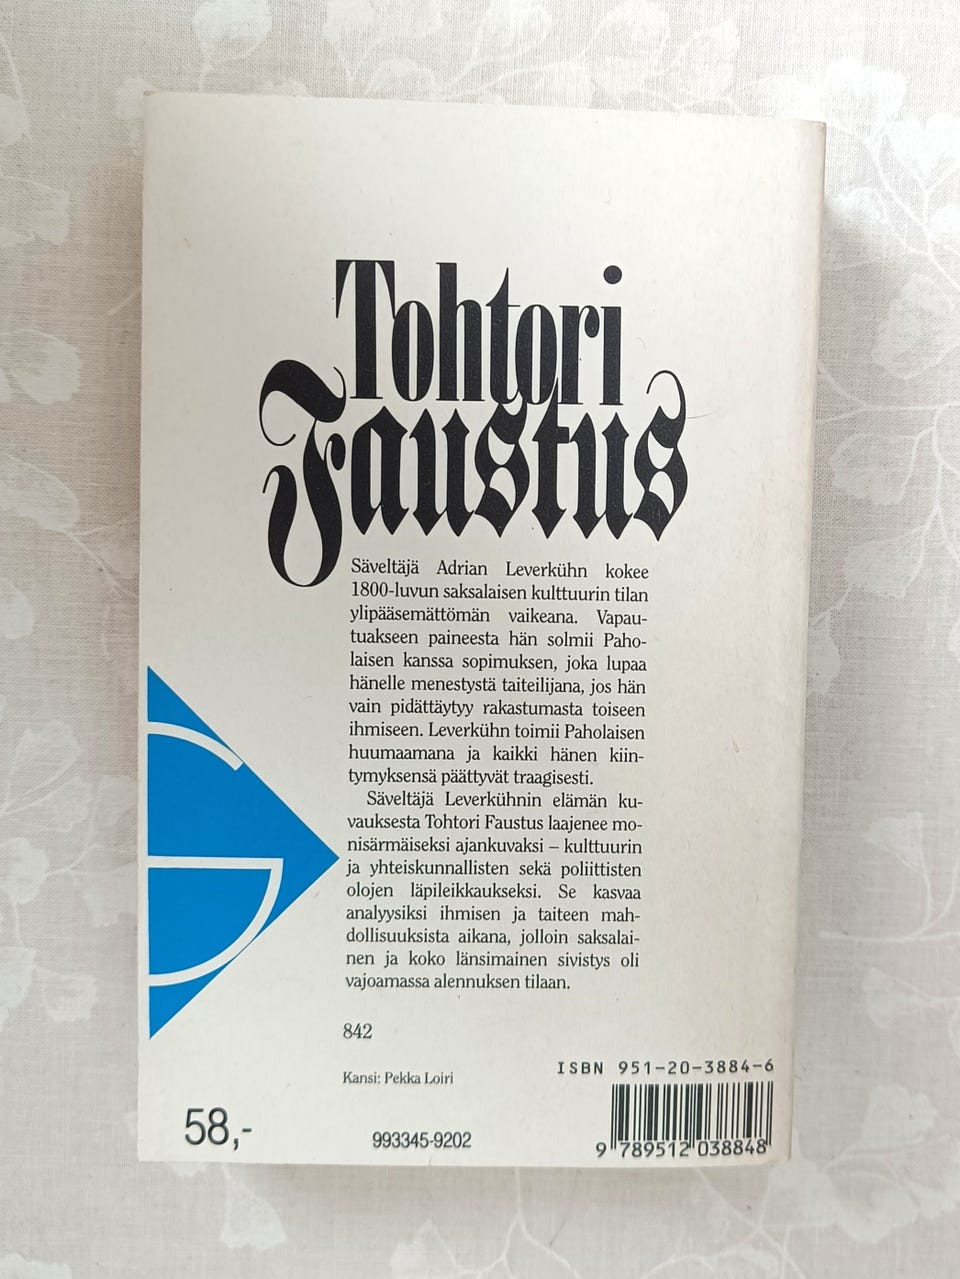 Tohtori
Faustus
Säveltäjä Adrian Leverkühn kokee
1800-luvun saksalaisen kulttuurin tilan
ylipääsemättömän vaikeana. Vapau-
tuakseen paineesta hän solmii Paho-
laisen kanssa sopimuksen, joka lupaa
hänelle menestystä taiteilijana, jos hän
vain pidättäytyy rakastumasta toiseen
ihmiseen. Leverkühn toimii Paholaisen
huumaamana ja kaikki hänen kiin-
tymyksensä päättyvät traagisesti.
Säveltäjä Leverkühnin elämän ku-
vauksesta Tohtori Faustus laajenee mo-
nisärmäiseksi ajankuvaksi – kulttuurin
ja yhteiskunnallisten sekä poliittisten
olojen läpileikkaukseksi. Se kasvaa
analyysiksi ihmisen ja taiteen mah-
dollisuuksista aikana, jolloin saksalai-
nen ja koko länsimainen sivistys oli
vajoamassa alennuksen tilaan.
842
Kansi: Pekka Loiri
ISBN 951-20-3884-6
58,-
993345-9202
9 789512 038848